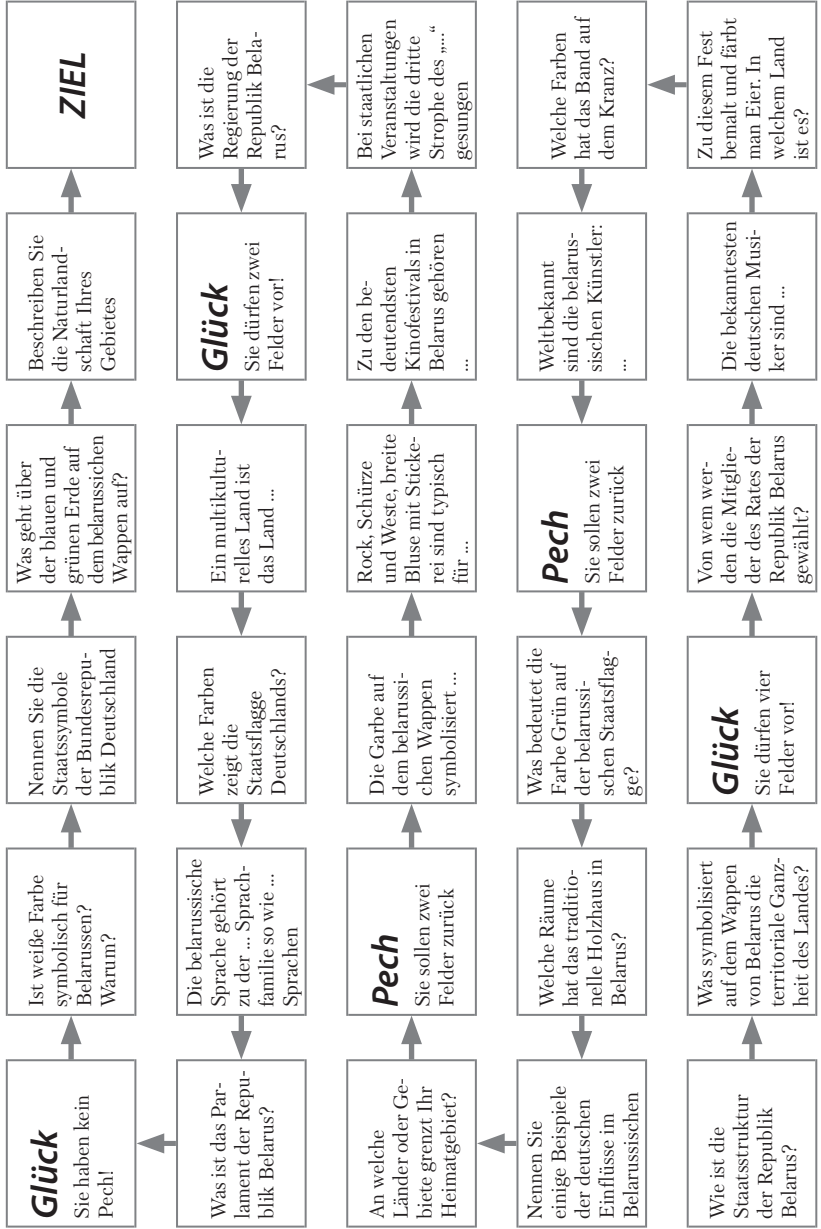 Glück
Sie haben kein
Pech!
Ist weiße Farbe
symbolisch für
Belarussen?
Warum?
Nennen Sie die
Staatssymbole
der Bundesrepu-
blik Deutschland
Was geht über
der blauen und
grünen Erde auf
dem belarussichen
Wappen auf?
Beschreiben Sie
die Naturland-
schaft Ihres
Gebietes
ZIEL
Was ist das Par-
lament der Repu-
blik Belarus?
Die belarussische
Sprache gehört
zu der ... Sprach-
familie so wie ...
Sprachen
Welche Farben
zeigt die
Staatsflagge
Deutschlands?
Ein multikultu-
relles Land ist
das Land ...
Glück
Sie dürfen zwei
Felder vor!
Was ist die
Regierung der
Republik Bela-
rus?
An welche
Länder oder Ge-
biete grenzt Ihr
Heimatgebiet?
Pech
Sie sollen zwei
Felder zurück
Die Garbe auf
dem belarussi-
chen Wappen
symbolisiert ...
Rock, Schürze
und Weste, breite
Bluse mit Sticke-
rei sind typisch
für ...
Zu den be-
deutendsten
Kinofestivals in
Belarus gehören
...
Bei staatlichen
Veranstaltungen
wird die dritte
Strophe des „...“
gesungen
Nennen Sie
einige Beispiele
der deutschen
Einflüsse im
Belarussischen
Welche Räume
hat das traditio-
nelle Holzhaus in
Belarus?
Was bedeutet die
Farbe Grün auf
der belarussi-
schen Staatsflag-
ge?
Pech
Sie sollen zwei
Felder zurück
Weltbekannt
sind die belarus-
sischen Künstler:
...
Welche Farben
hat das Band auf
dem Kranz?
Wie ist die
Staatsstruktur
der Republik
Belarus?
Was symbolisiert
auf dem Wappen
von Belarus die
territoriale Ganz-
heit des Landes?
Glück
Sie dürfen vier
Felder vor!
Von wem wer-
den die Mitglie-
der des Rates der
Republik Belarus
gewählt?
Die bekanntesten
deutschen Musi-
ker sind ...
Zu diesem Fest
bemalt und färbt
man Eier. In
welchem Land
ist es?